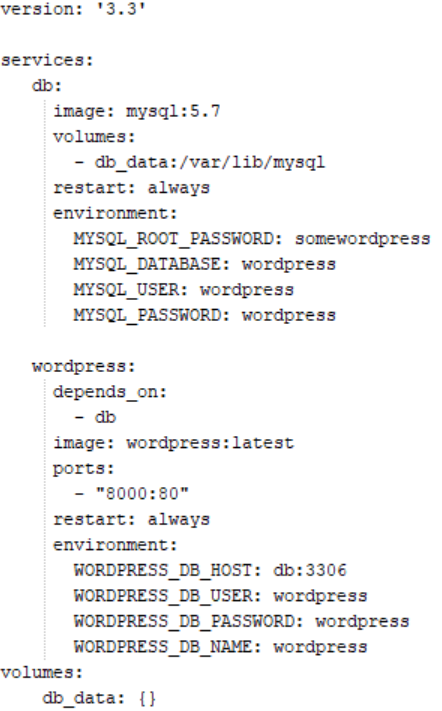 version: '3.3'

services:
   db:
     image: mysql:5.7
     volumes:
       - db_data:/var/lib/mysql
     restart: always
     environment:
       MYSQL_ROOT_PASSWORD: somewordpress
       MYSQL_DATABASE: wordpress
       MYSQL_USER: wordpress
       MYSQL_PASSWORD: wordpress

   wordpress:
     depends_on:
       - db
     image: wordpress:latest
     ports:
       - "8000:80"
     restart: always
     environment:
       WORDPRESS_DB_HOST: db:3306
       WORDPRESS_DB_USER: wordpress
       WORDPRESS_DB_PASSWORD: wordpress
       WORDPRESS_DB_NAME: wordpress
volumes:
    db_data: {}